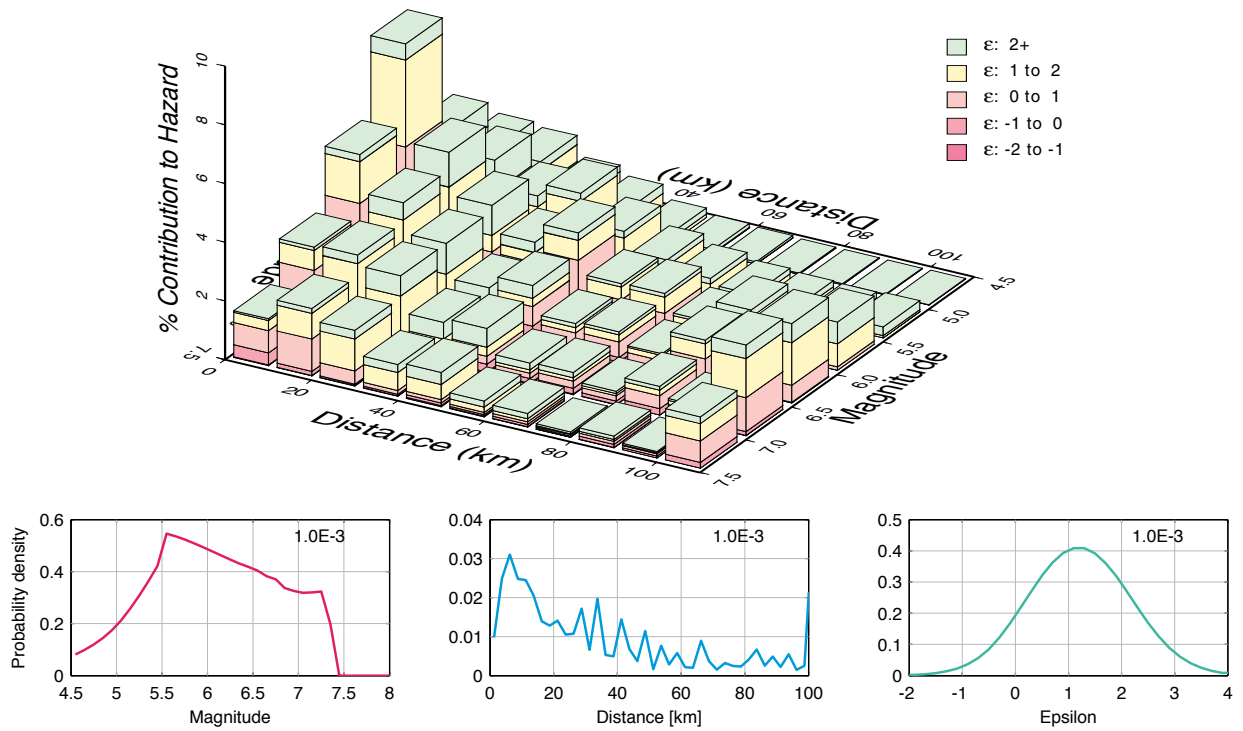 % Contribution to Hazard
10
8
6
4
2
ε: 2+
ε: 1 to 2
ε: 0 to 1
ε: -1 to 0
ε: -2 to -1
Distance (km)
40
60
80
100
4.5
5.0
5.5
6.0
6.5
7.0
7.5
Magnitude
7.5
0
20
40
60
80
100
Distance (km)
Probability density
0.6
0.4
0.2
0
1.0E-3
4.5 5 5.5 6 6.5 7 7.5 8
Magnitude
0.04
0.03
0.02
0.01
0
1.0E-3
0 20 40 60 80 100
Distance [km]
0.5
0.4
0.3
0.2
0.1
0
1.0E-3
-2 -1 0 1 2 3 4
Epsilon